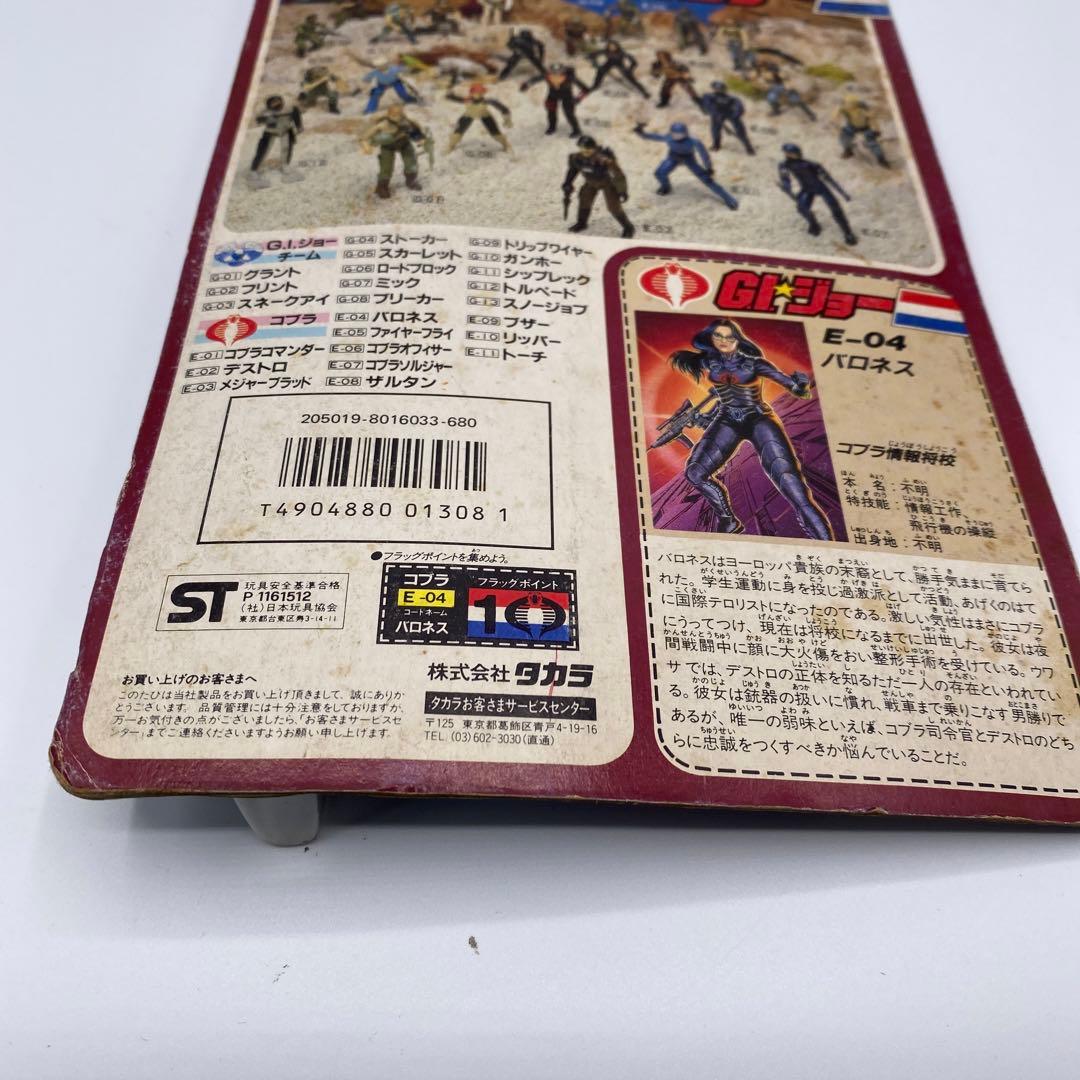 G.I.ジョー
チーム
G-01 グラント
G-02 フリント
G-03 スネークアイ
G-04 ストーカー
G-05 スカーレット
G-06 ロードブロック
G-07 ミック
G-08 ブリーカー
G-09 トリップワイヤー
G-10 ガンホー
G-11 シップレック
G-12 トルペード
G-13 スノージョブ
コブラ
E-01 コブラコマンダー
E-02 デストロ
E-03 メジャーブラッド
E-04 バロネス
E-05 ファイヤーフライ
E-06 コブラオフィサー
E-07 コブラソルジャー
E-08 ザルタン
E-09 ブザー
E-10 リッパー
E-11 トーチ
205019-8016033-680
T4904880 01308 1
●フラッグポイントを集めよう。
ST 玩具安全基準合格
P 1161512
(社)日本玩具協会
東京都台東区寿3-14-11
コブラ
E-04
コードネーム
バロネス
フラッグポイント
10
お買い上げのお客さまへ
このたびは当社製品をお買い上げ頂きまして、誠にありか
とうございます。品質管理には十分注意をしておりますが、
万一お気付きの点がございましたら、「お客さまサービスセ
ンター」までご連絡くださいますようお願い申し上げます。
株式会社 タカラ
タカラお客さまサービスセンター
〒125 東京都葛飾区青戸4-19-16
TEL.(03)602-3030(直通)
G.I.ジョー
E-04
バロネス
コブラ情報将校
本名:不明
特技能:情報工作、
飛行機の操縦
出身地:不明
バロネスはヨーロッパ貴族の末裔として、勝手気ままに育てら
れた。学生運動に身を投じ過激派として活動、あげくのはて
に国際テロリストになったのである。激しい気性はまさにコブラ
にうってつけ、現在は将校になるまでに出世した。彼女は夜
間戦闘中に顔に大火傷をおい整形手術を受けている。ウワ
サでは、デストロの正体を知るただ一人の存在といわれてい
る。彼女は銃器の扱いに慣れ、戦車まで乗りこなす男勝りで
あるが、唯一の弱味といえば、コブラ司令官とデストロのどち
らに忠誠をつくすべきか悩んでいることだ。